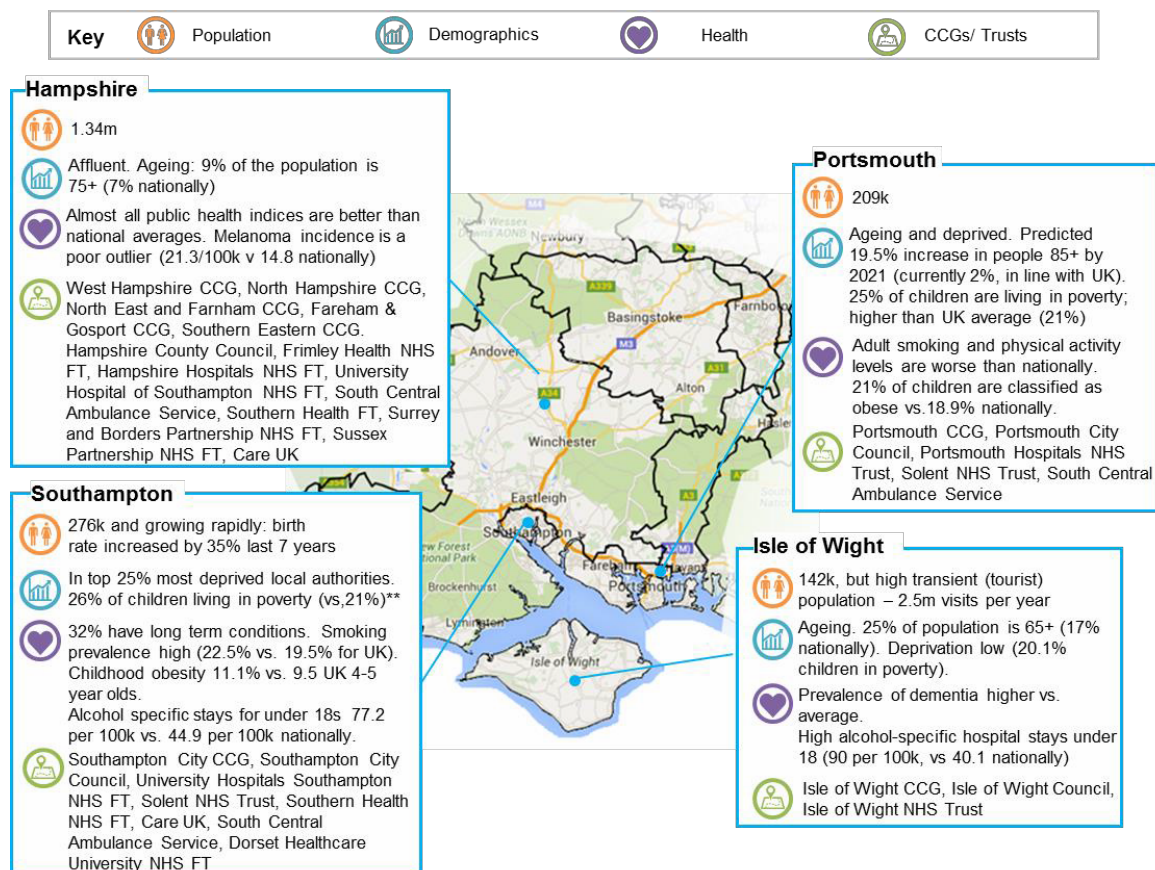 Key
Population
Demographics
Health
CCGs/ Trusts
Hampshire
1.34m
Affluent. Ageing: 9% of the population is
75+ (7% nationally)
Almost all public health indices are better than
national averages. Melanoma incidence is a
poor outlier (21.3/100k v 14.8 nationally)
West Hampshire CCG, North Hampshire CCG,
North East and Farnham CCG, Fareham &
Gosport CCG, Southern Eastern CCG.
Hampshire County Council, Frimley Health NHS
FT, Hampshire Hospitals NHS FT, University
Hospital of Southampton NHS FT, South Central
Ambulance Service, Southern Health FT, Surrey
and Borders Partnership NHS FT, Sussex
Partnership NHS FT, Care UK
Portsmouth
209k
Ageing and deprived. Predicted
19.5% increase in people 85+ by
2021 (currently 2%, in line with UK).
25% of children are living in poverty;
higher than UK average (21%)
Adult smoking and physical activity
levels are worse than nationally.
21% of children are classified as
obese vs.18.9% nationally.
Portsmouth CCG, Portsmouth City
Council, Portsmouth Hospitals NHS
Trust, Solent NHS Trust, South Central
Ambulance Service
Southampton
276k and growing rapidly: birth
rate increased by 35% last 7 years
In top 25% most deprived local authorities.
26% of children living in poverty (vs,21%)**
32% have long term conditions. Smoking
prevalence high (22.5% vs. 19.5% for UK).
Childhood obesity 11.1% vs. 9.5 UK 4-5
year olds.
Alcohol specific stays for under 18s 77.2
per 100k vs. 44.9 per 100k nationally.
Southampton City CCG, Southampton City
Council, University Hospitals Southampton
NHS FT, Solent NHS Trust, Southern Health
NHS FT, Care UK, South Central
Ambulance Service, Dorset Healthcare
University NHS FT
Isle of Wight
142k, but high transient (tourist)
population – 2.5m visits per year
Ageing. 25% of population is 65+ (17%
nationally). Deprivation low (20.1%
children in poverty).
Prevalence of dementia higher vs.
average.
High alcohol-specific hospital stays under
18 (90 per 100k, vs 40.1 nationally)
Isle of Wight CCG, Isle of Wight Council,
Isle of Wight NHS Trust
M4
North Wessex
Downs AONB
Newbury
A339
Farnboro
Basingstoke
M3
Andover
A31
Alton
A34
Winchester
Eastleigh
A3
Southampton
New Forest
National Park
Fareham
Portsmouth
Brockenhurst
Lymington
Isle of Wight